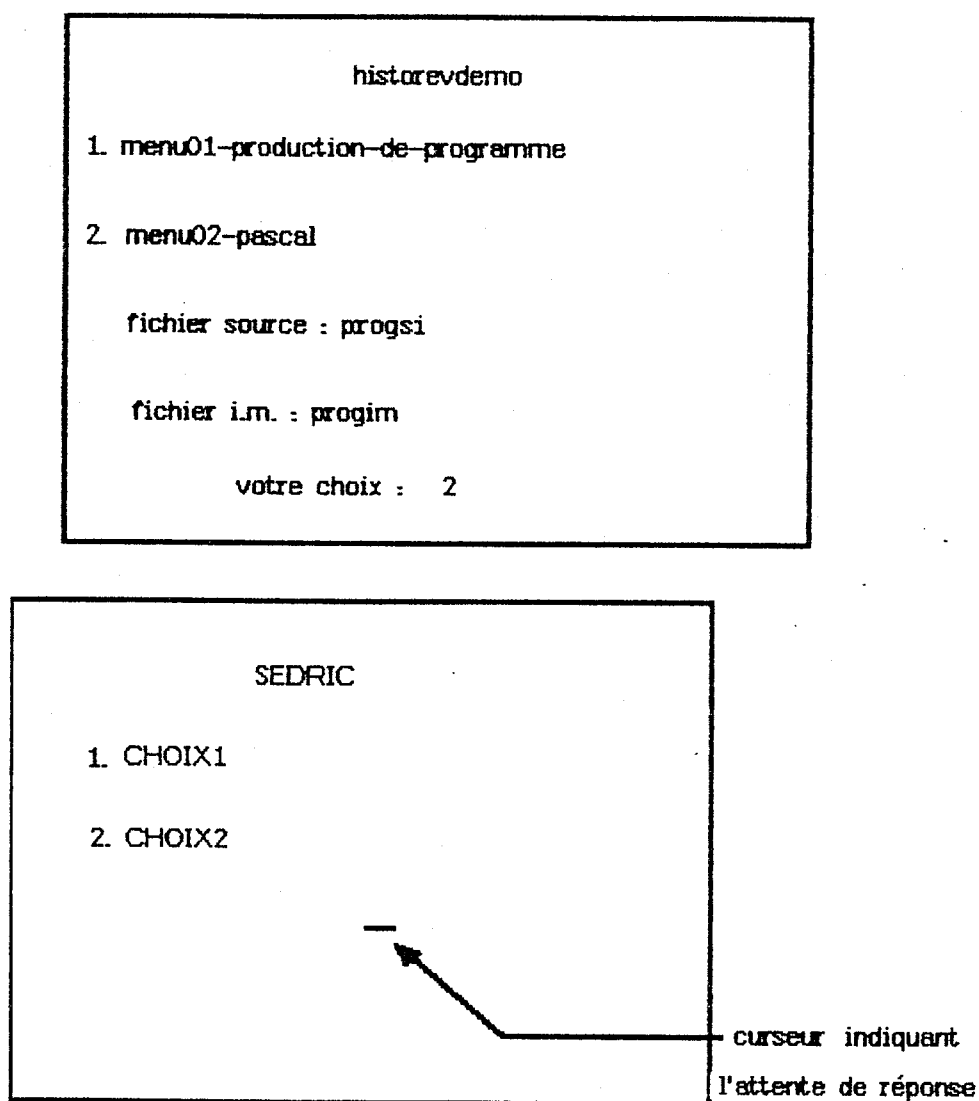 historevdemo
1. menu01-production-de-programme
2. menu02-pascal
fichier source : progsi
fichier i.m. : progim
votre choix : 2
SEDRIC
1. CHOIX1
2. CHOIX2
curseur indiquant
l'attente de réponse